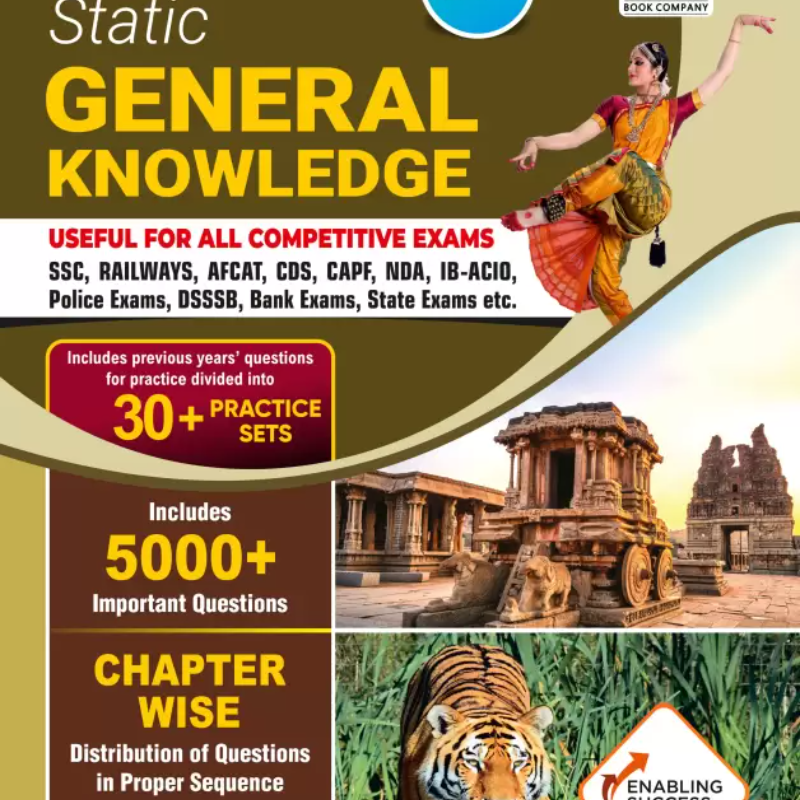 BOOK COMPANY
Static
GENERAL
KNOWLEDGE
USEFUL FOR ALL COMPETITIVE EXAMS
SSC, RAILWAYS, AFCAT, CDS, CAPF, NDA, IB-ACIO,
Police Exams, DSSSB, Bank Exams, State Exams etc.
Includes previous years' questions
for practice divided into
30+ PRACTICE
SETS
Includes
5000+
Important Questions
CHAPTER
WISE
Distribution of Questions
in Proper Sequence
ENABLING
SUCCESS